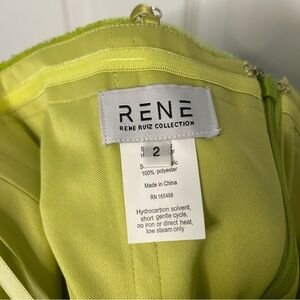 RENE
RENE RUIZ COLLECTION
2
100% polyester
Made in China
RN 165498
Hydrocarbon solvent,
short gentle cycle,
no iron or direct heat,
low steam only